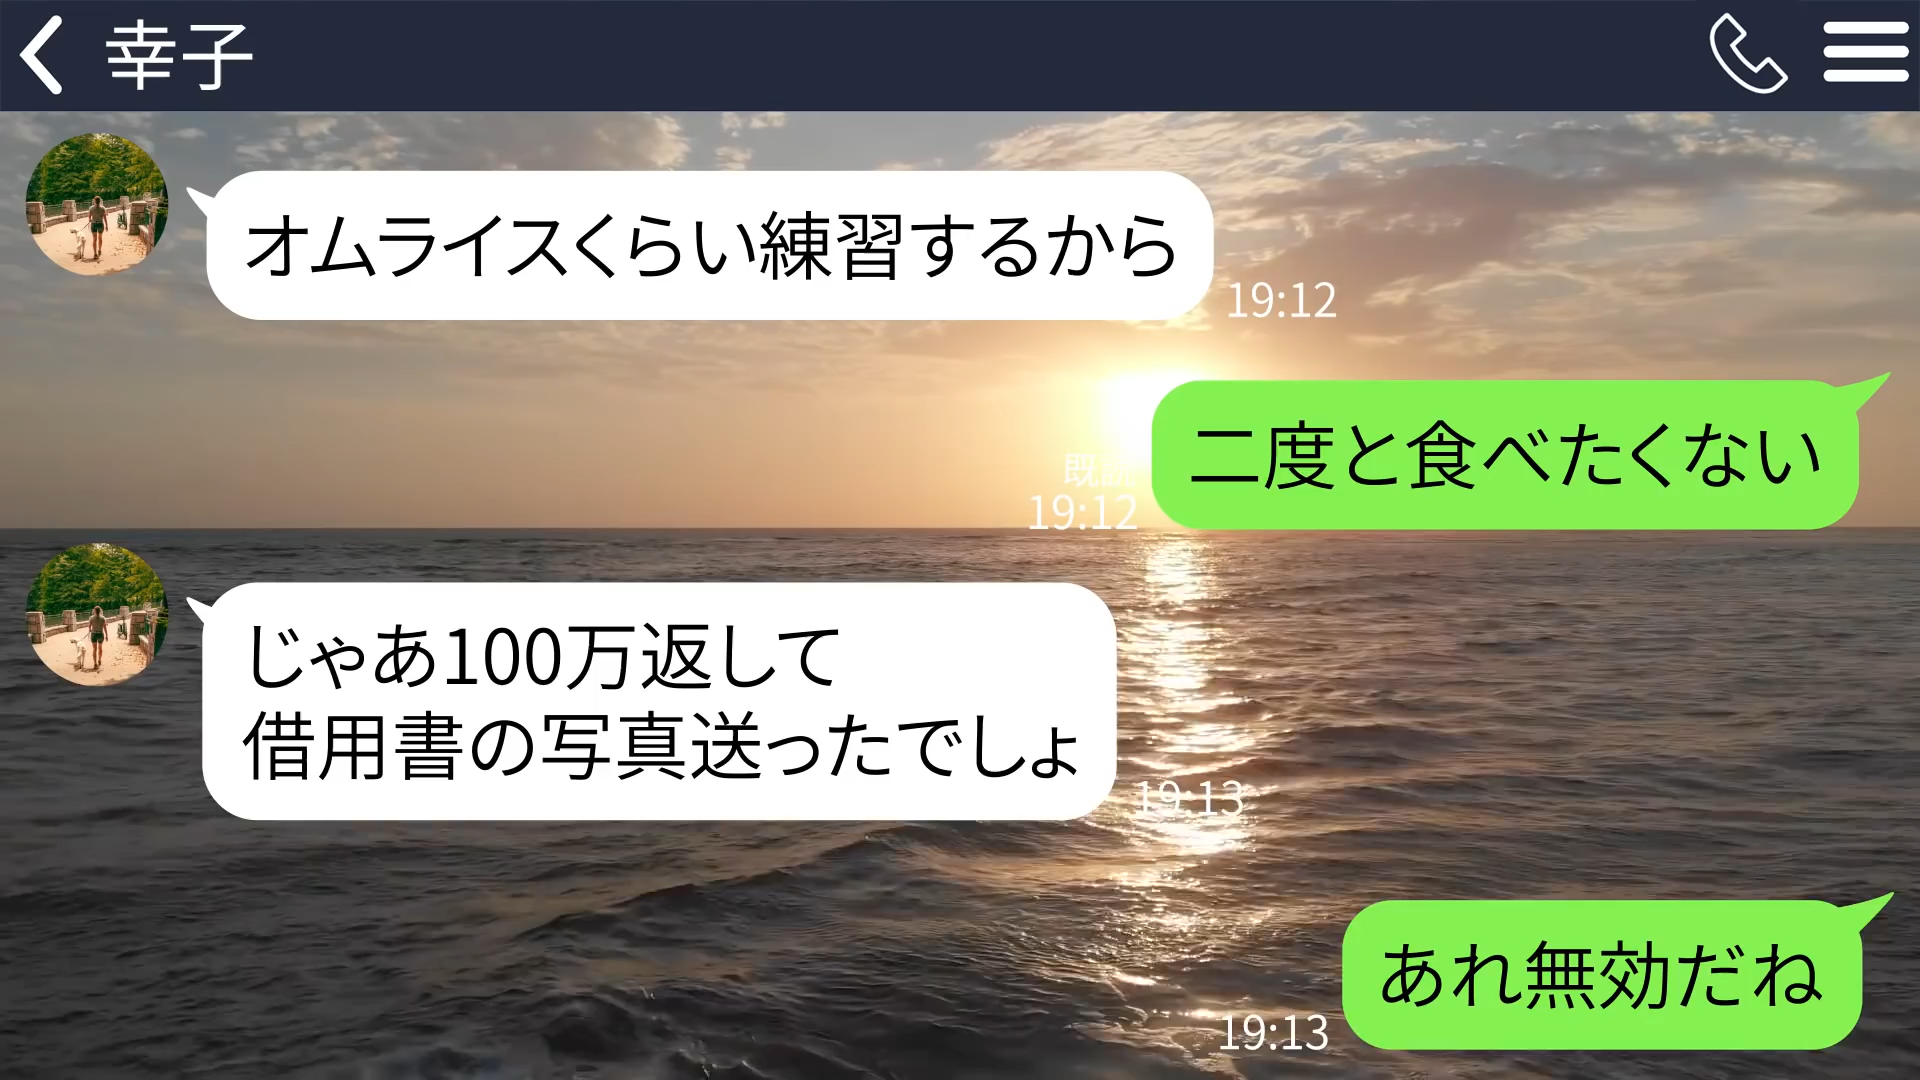 幸子
オムライスくらい練習するから
19:12
二度と食べたくない
既読
19:12
じゃあ100万返して
借用書の写真送ったでしょ
19:13
あれ無効だね
19:13